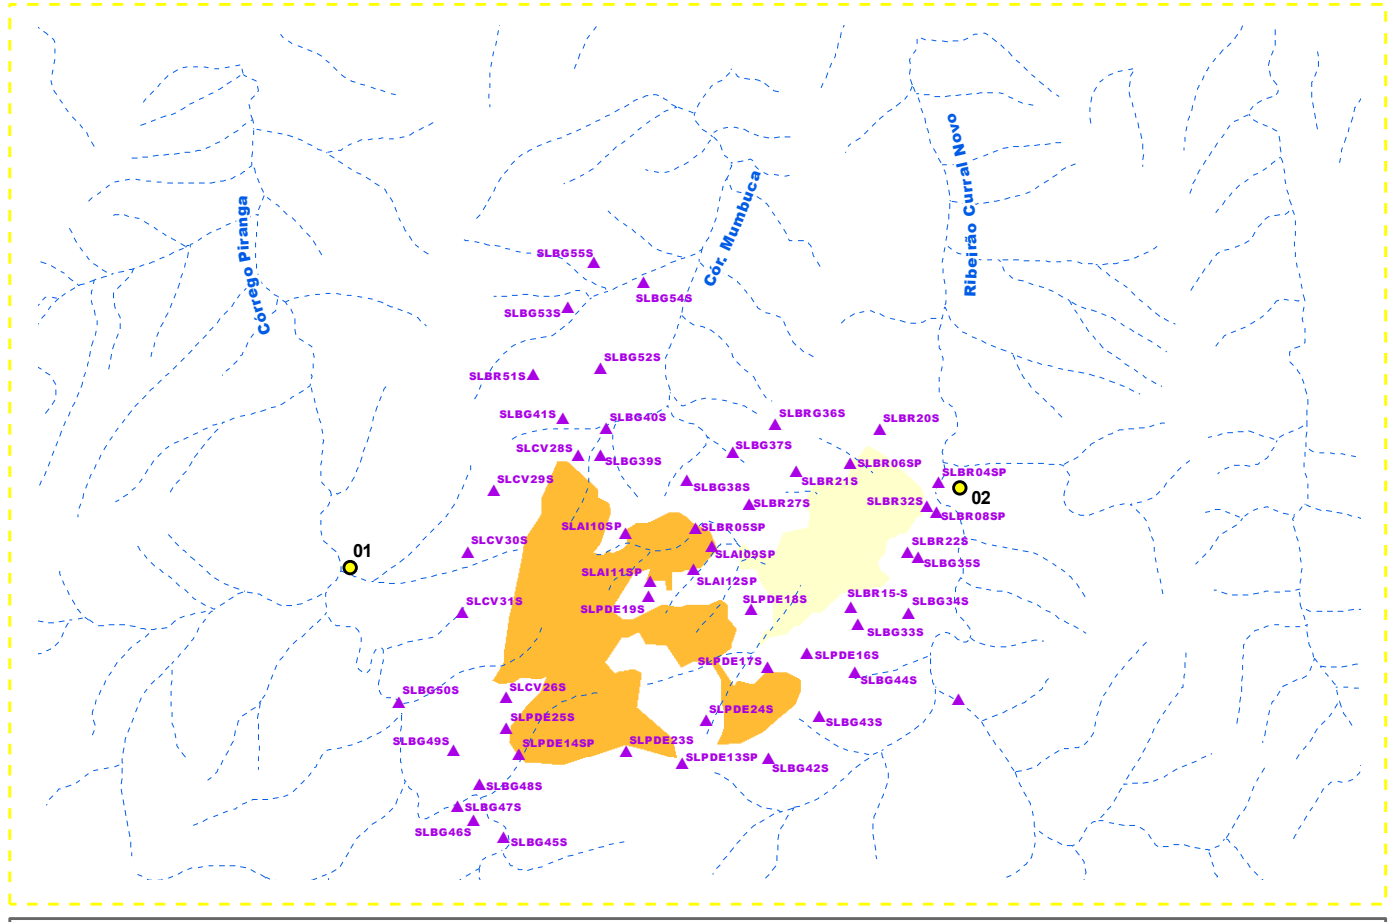 Ribeirão Curral Novo
Cór. Mumbuca
Corrego Piranga
SLBG55S
SLBG54S
SLBG53S
SLBG52S
SLBR51S
SLBG41S
SLBG40S
SLBRG36S
SLBR20S
SLCV28S
SLBG39S
SLBG37S
SLBR06SP
SLBR04SP
SLCV29S
SLBG38S
SLBR21S
02
SLBR27S
SLBR32S
SLBR08SP
SLAI10SP
SLBR05SP
SLCV30S
01
SLAI09SP
SLBR22S
SLBG35S
SLAI11SP
SLAI12SP
SLCV31S
SLPDE19S
SLPDE18S
SLBR15-S
SLBG34S
SLBG33S
SLPDE17S
SLPDE16S
SLBG44S
SLBG50S
SLCV26S
SLPDE25S
SLPDE24S
SLBG43S
SLBG49S
SLPDE14SP
SLPDE23S
SLPDE13SP
SLBG42S
SLBG48S
SLBG47S
SLBG46S
SLBG45S